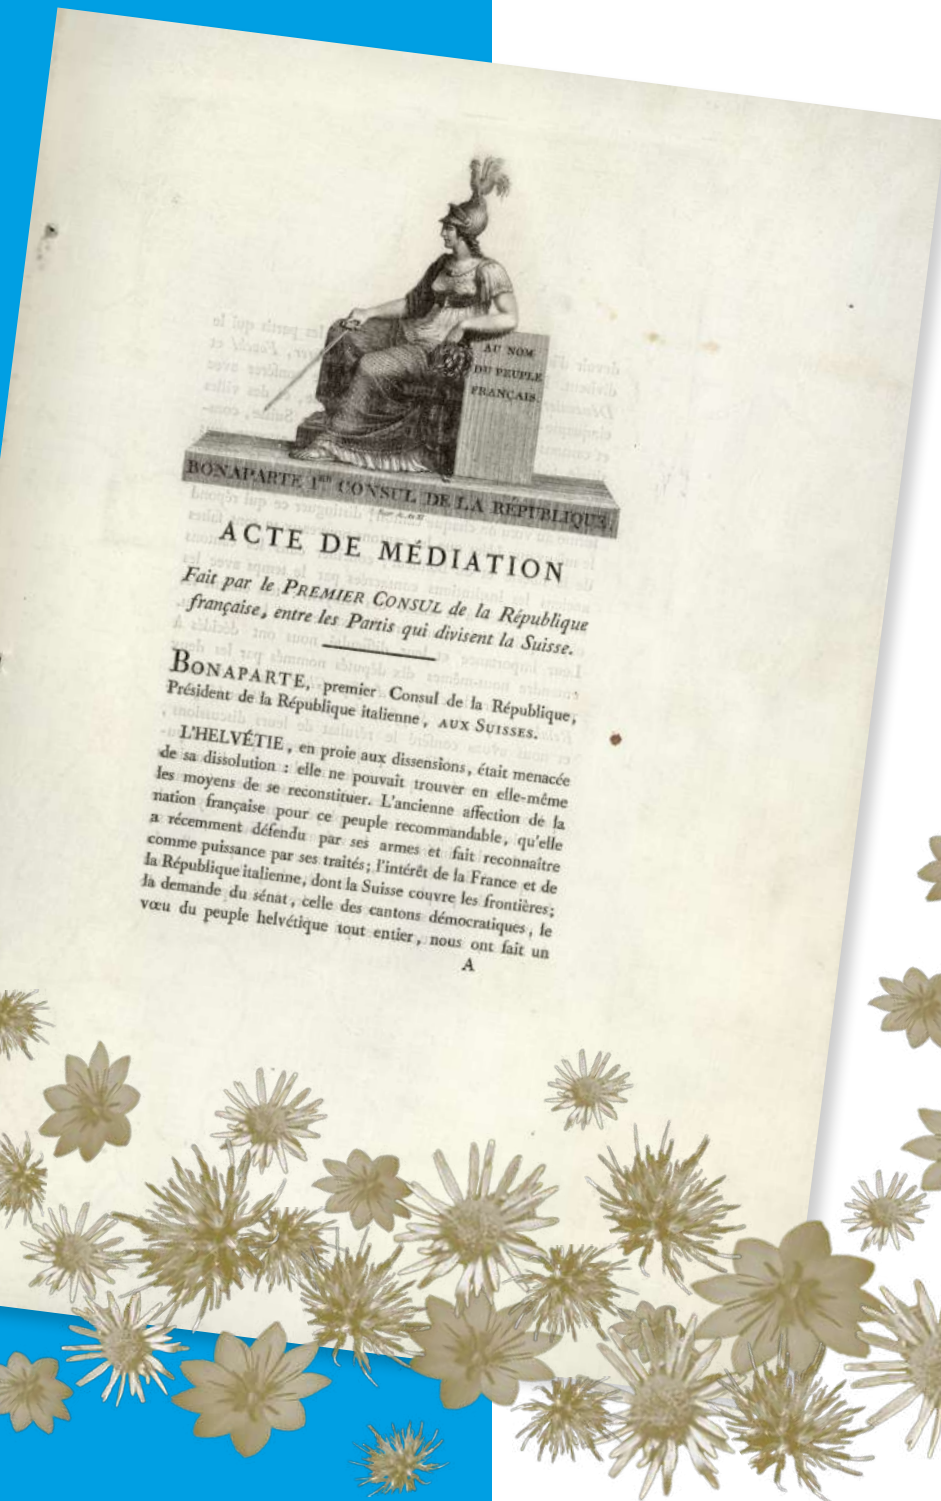 AU NOM
DU PEUPLE
FRANÇAIS.
BONAPARTE 1ER CONSUL DE LA RÉPUBLIQUE.
ACTE DE MÉDIATION
Fait par le PREMIER CONSUL de la République
française, entre les Partis qui divisent la Suisse.
BONAPARTE, premier Consul de la République,
Président de la République italienne, AUX SUISSES.
L'HELVÉTIE, en proie aux dissensions, était menacée
de sa dissolution : elle ne pouvait trouver en elle-même
les moyens de se reconstituer. L'ancienne affection de la
nation française pour ce peuple recommandable, qu'elle
a récemment défendu par ses armes et fait reconnaître
comme puissance par ses traités; l'intérêt de la France et de
la République italienne, dont la Suisse couvre les frontières;
la demande du sénat, celle des cantons démocratiques, le
vœu du peuple helvétique tout entier, nous ont fait un
A